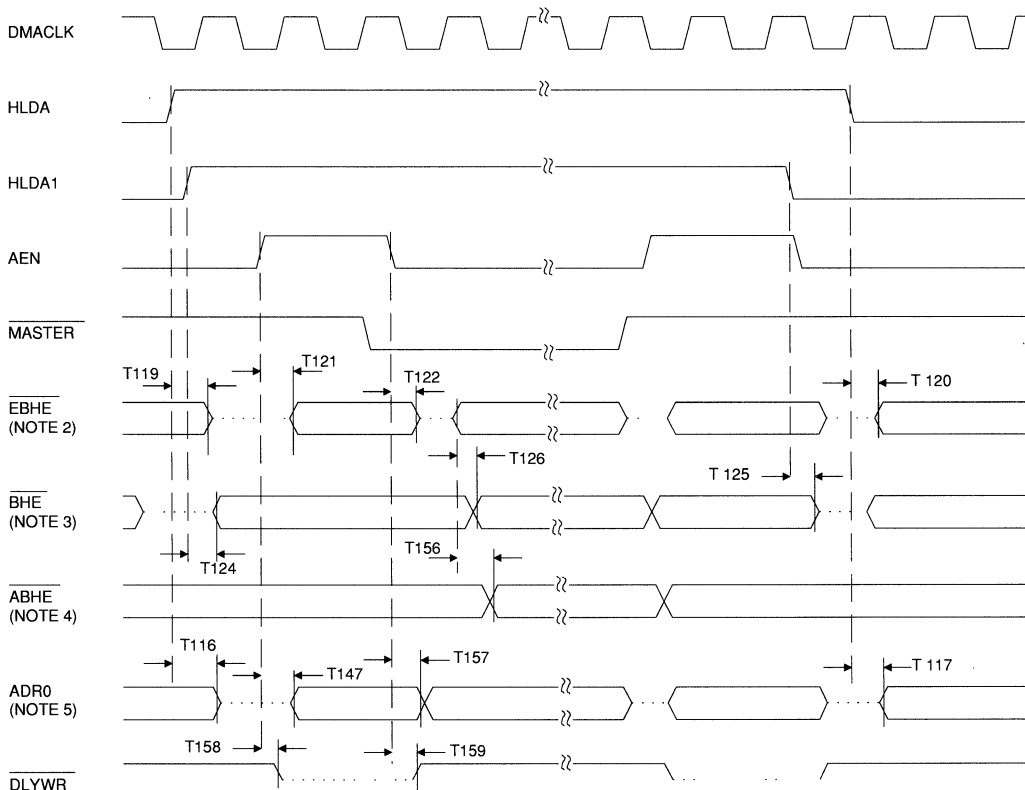 DMACLK
HLDA
HLDA1
AEN
MASTER
T119
T121
T122
T 120
EBHE
(NOTE 2)
T126
T 125
BHE
(NOTE 3)
T124
T156
ABHE
(NOTE 4)
T116
T147
T157
T 117
ADR0
(NOTE 5)
T158
T159
DLYWR